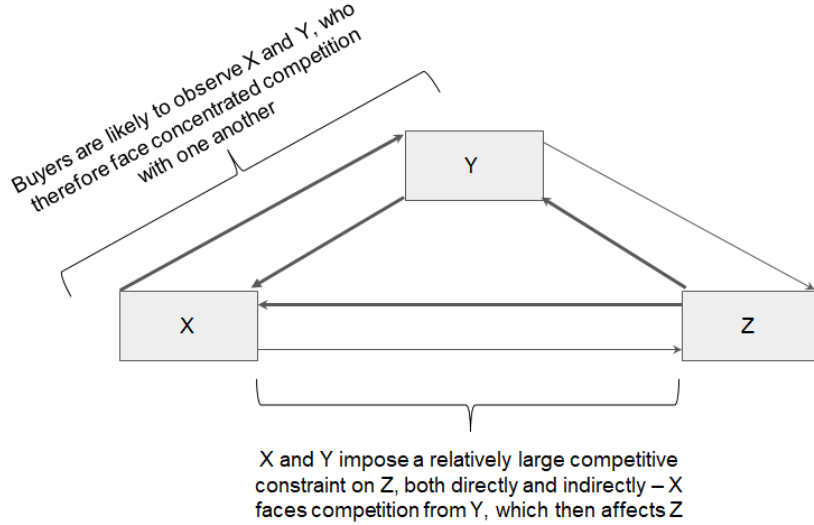 Buyers are likely to observe X and Y, who
therefore face concentrated competition
with one another
Y
X
Z
X and Y impose a relatively large competitive
constraint on Z, both directly and indirectly – X
faces competition from Y, which then affects Z